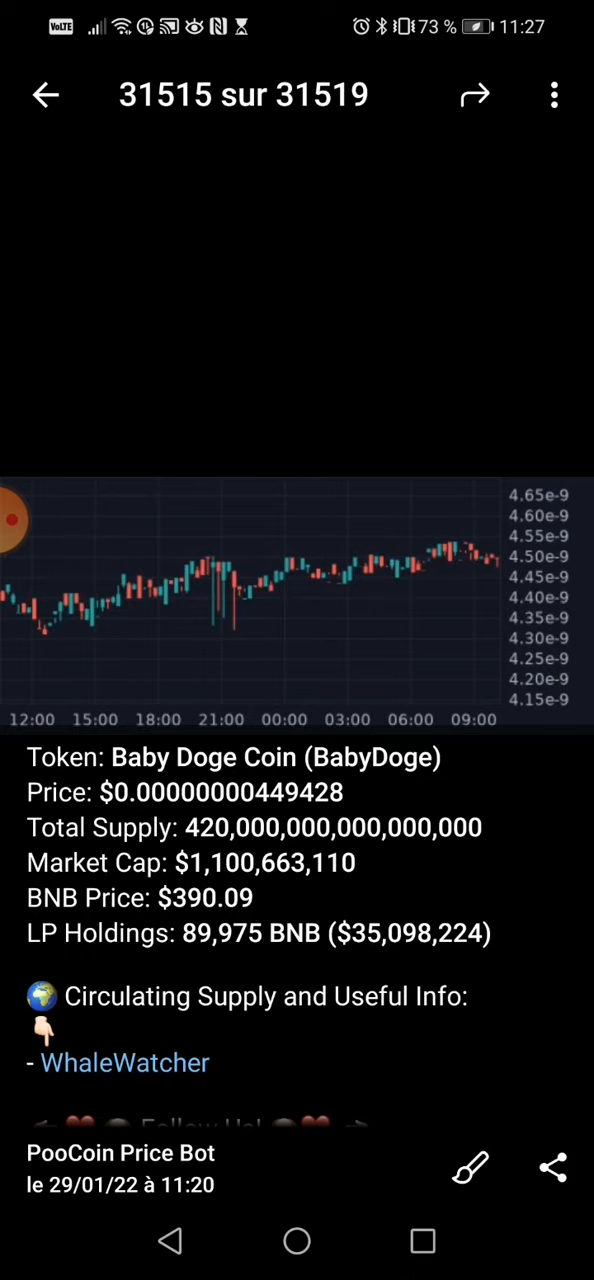 VoLTE 73 % 11:27
31515 sur 31519
4.65e-9
4.60e-9
4.55e-9
4.50e-9
4.45e-9
4.40e-9
4.35e-9
4.30e-9
4.25e-9
4.20e-9
4.15e-9
12:00 15:00 18:00 21:00 00:00 03:00 06:00 09:00
Token: Baby Doge Coin (BabyDoge)
Price: $0.00000000449428
Total Supply: 420,000,000,000,000,000
Market Cap: $1,100,663,110
BNB Price: $390.09
LP Holdings: 89,975 BNB ($35,098,224)
🌍 Circulating Supply and Useful Info:
👇🏻
- WhaleWatcher
Follow Us!
PooCoin Price Bot
le 29/01/22 à 11:20